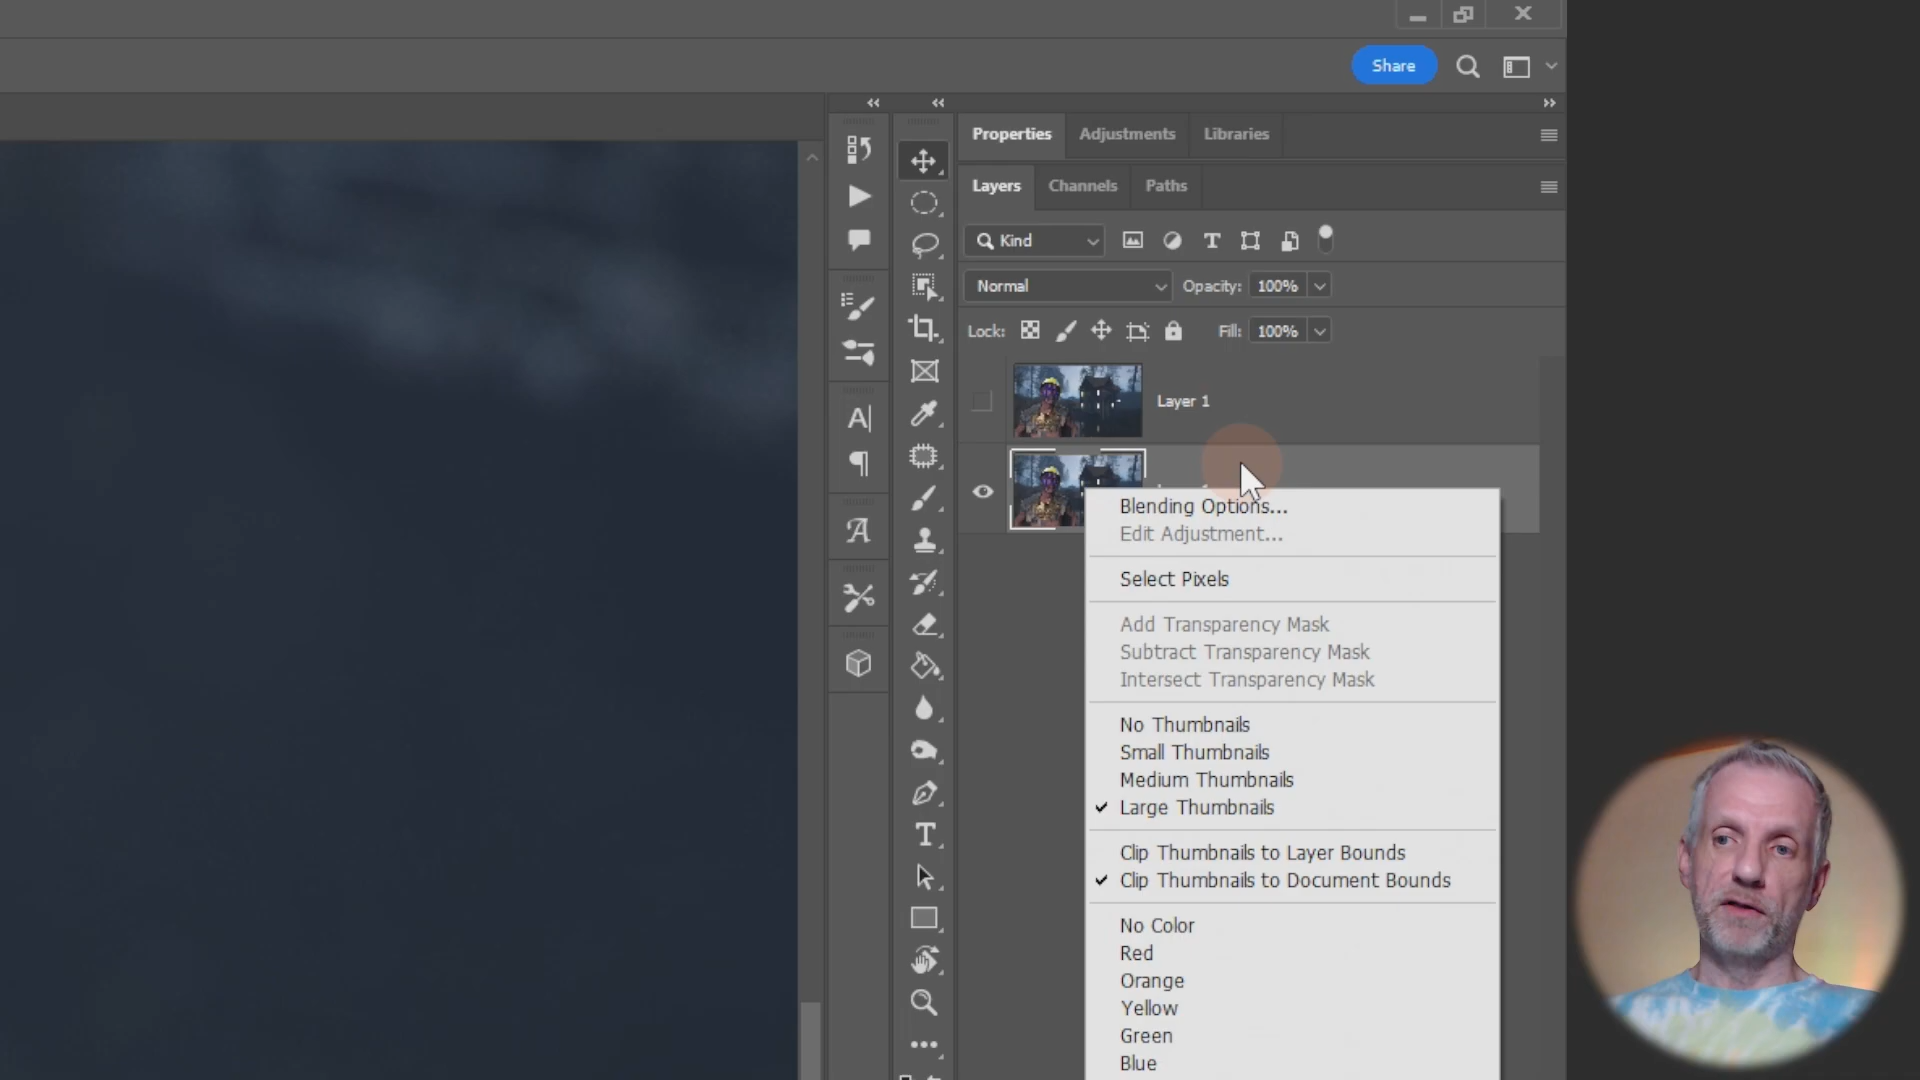 Share
Properties Adjustments Libraries
Layers Channels Paths
Kind
Normal Opacity: 100%
Lock: Fill: 100%
Layer 1
Blending Options...
Edit Adjustment...
Select Pixels
Add Transparency Mask
Subtract Transparency Mask
Intersect Transparency Mask
No Thumbnails
Small Thumbnails
Medium Thumbnails
Large Thumbnails
Clip Thumbnails to Layer Bounds
Clip Thumbnails to Document Bounds
No Color
Red
Orange
Yellow
Green
Blue